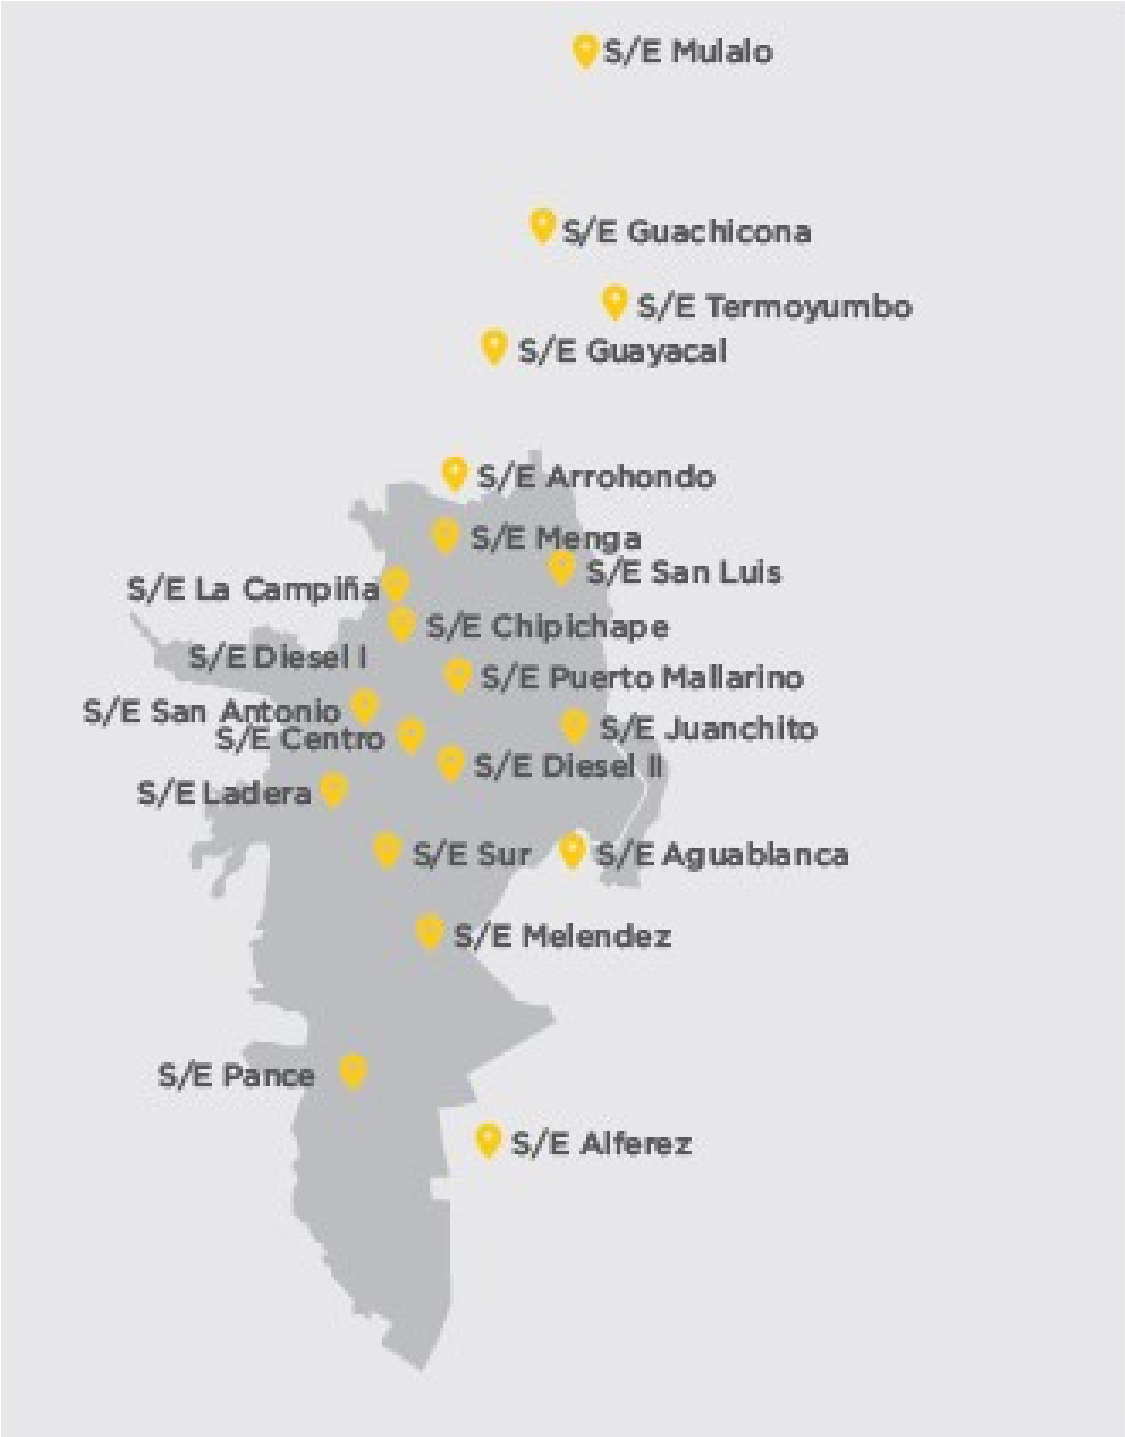 S/E Mulalo
S/E Guachicona
S/E Termoyumbo
S/E Guayacal
S/E Arrohondo
S/E Menga
S/E San Luis
S/E La Campiña
S/E Chipichape
S/E Diesel I
S/E Puerto Mallarino
S/E San Antonio
S/E Juanchito
S/E Centro
S/E Diesel II
S/E Ladera
S/E Sur
S/E Aguablanca
S/E Melendez
S/E Pance
S/E Alferez